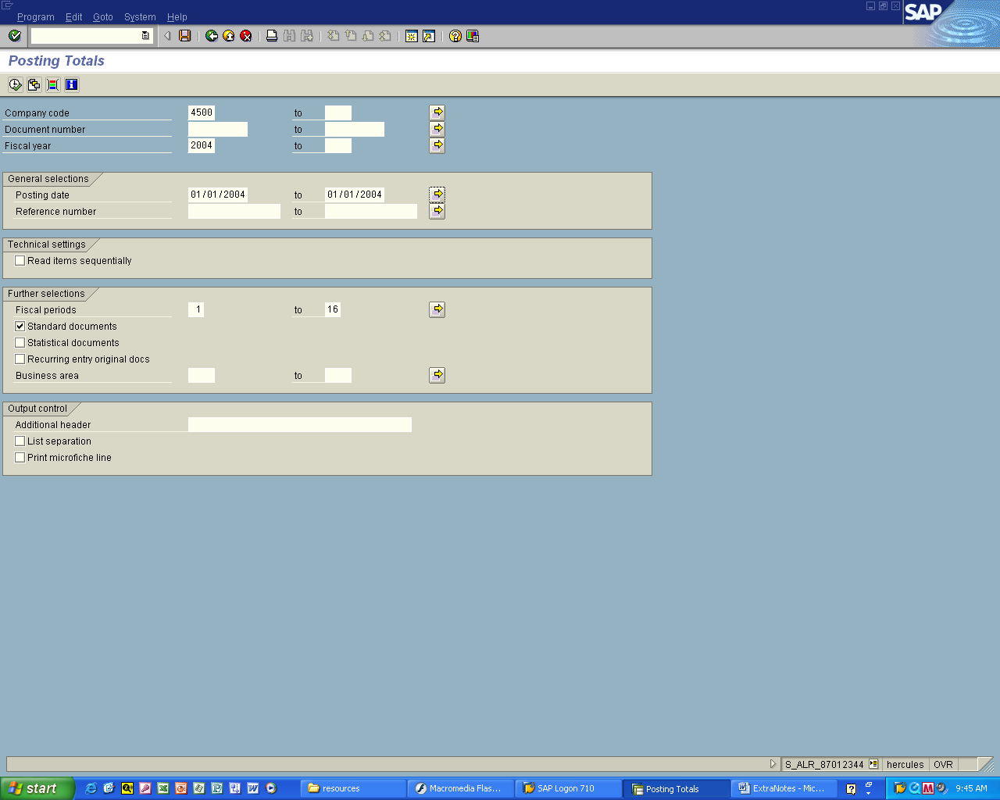 Program Edit Goto System Help
SAP
Posting Totals
Company code 4500 to
Document number to
Fiscal year 2004 to
General selections
Posting date 01/01/2004 to 01/01/2004
Reference number to
Technical settings
Read items sequentially
Further selections
Fiscal periods 1 to 16
Standard documents
Statistical documents
Recurring entry original docs
Business area to
Output control
Additional header
List separation
Print microfiche line
S_ALR_87012344 hercules OVR
start resources Macromedia Flas... SAP Logon 710 Posting Totals ExtraNotes - Mic... 9:45 AM